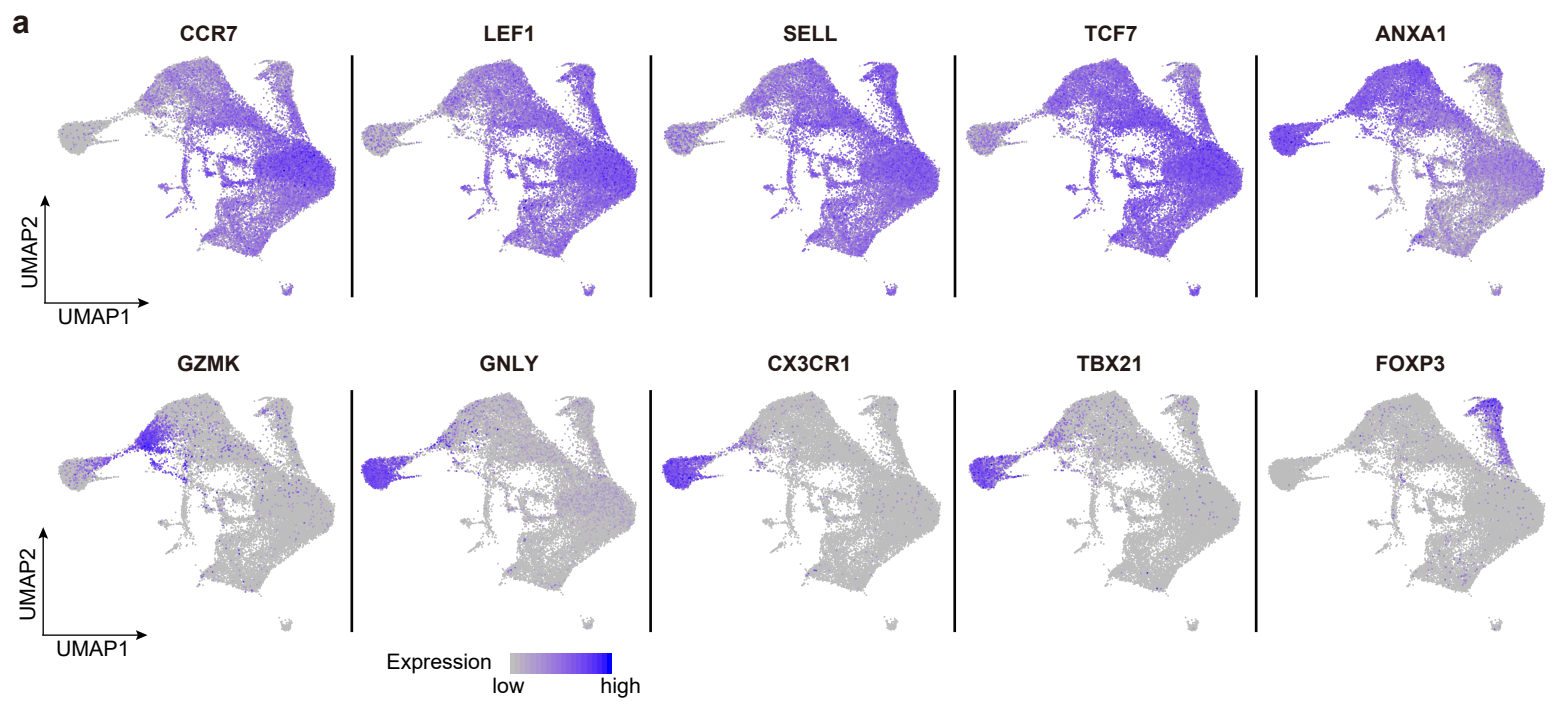 a
CCR7
LEF1
SELL
TCF7
ANXA1
UMAP2
UMAP1
GZMK
GNLY
CX3CR1
TBX21
FOXP3
UMAP2
UMAP1
Expression
low
high